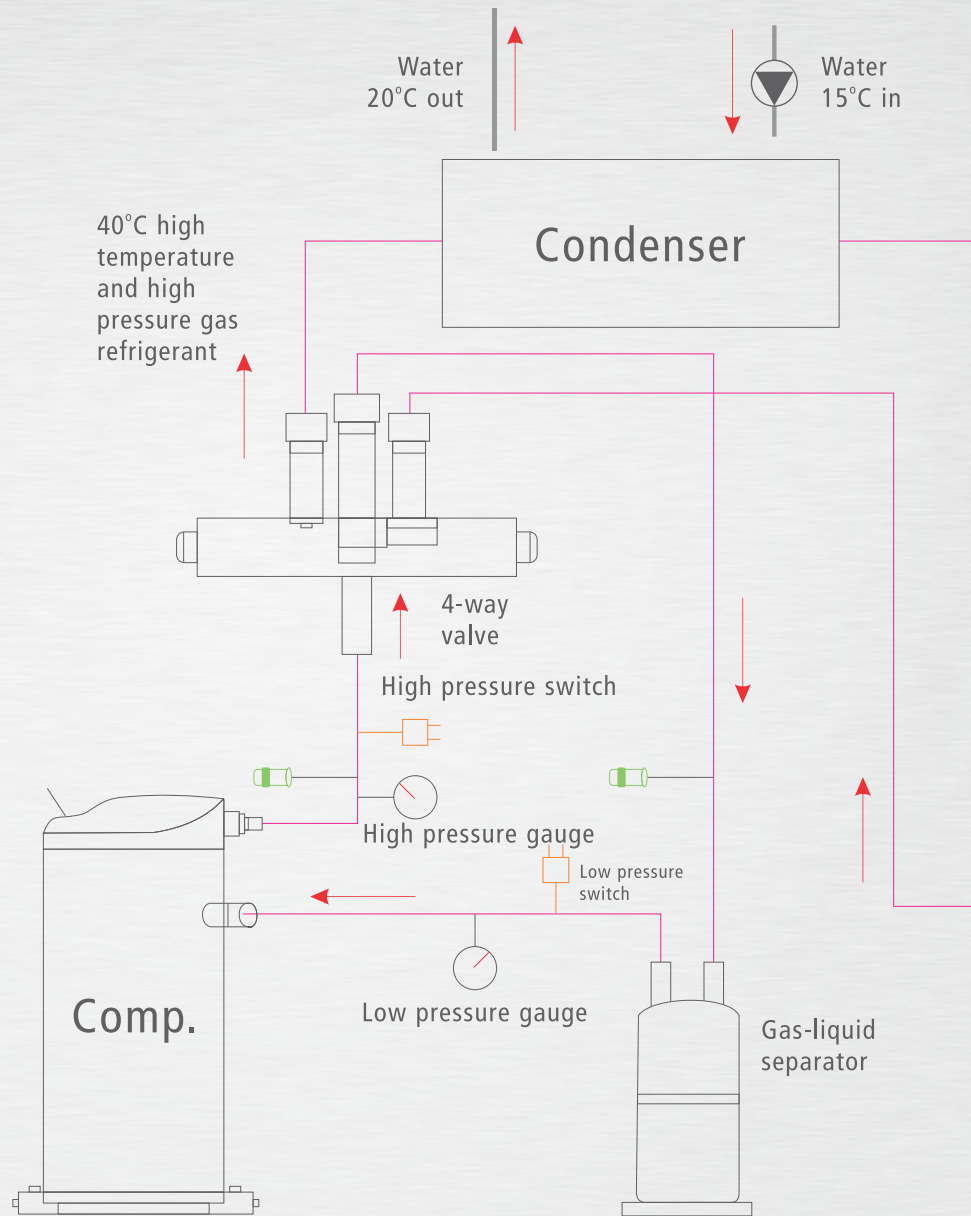 Water
20°C out
Water
15°C in
Condenser
40°C high
temperature
and high
pressure gas
refrigerant
4-way
valve
High pressure switch
High pressure gauge
Low pressure
switch
Comp.
Low pressure gauge
Gas-liquid
separator